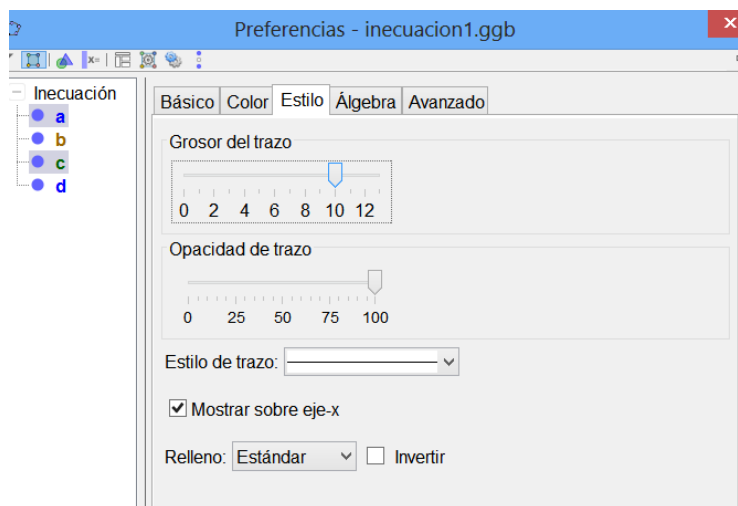 Preferencias - inecuacion1.ggb
x=
Inecuación
a
b
c
d
Básico Color Estilo Álgebra Avanzado
Grosor del trazo
0 2 4 6 8 10 12
Opacidad de trazo
0 25 50 75 100
Estilo de trazo:
Mostrar sobre eje-x
Relleno: Estándar Invertir